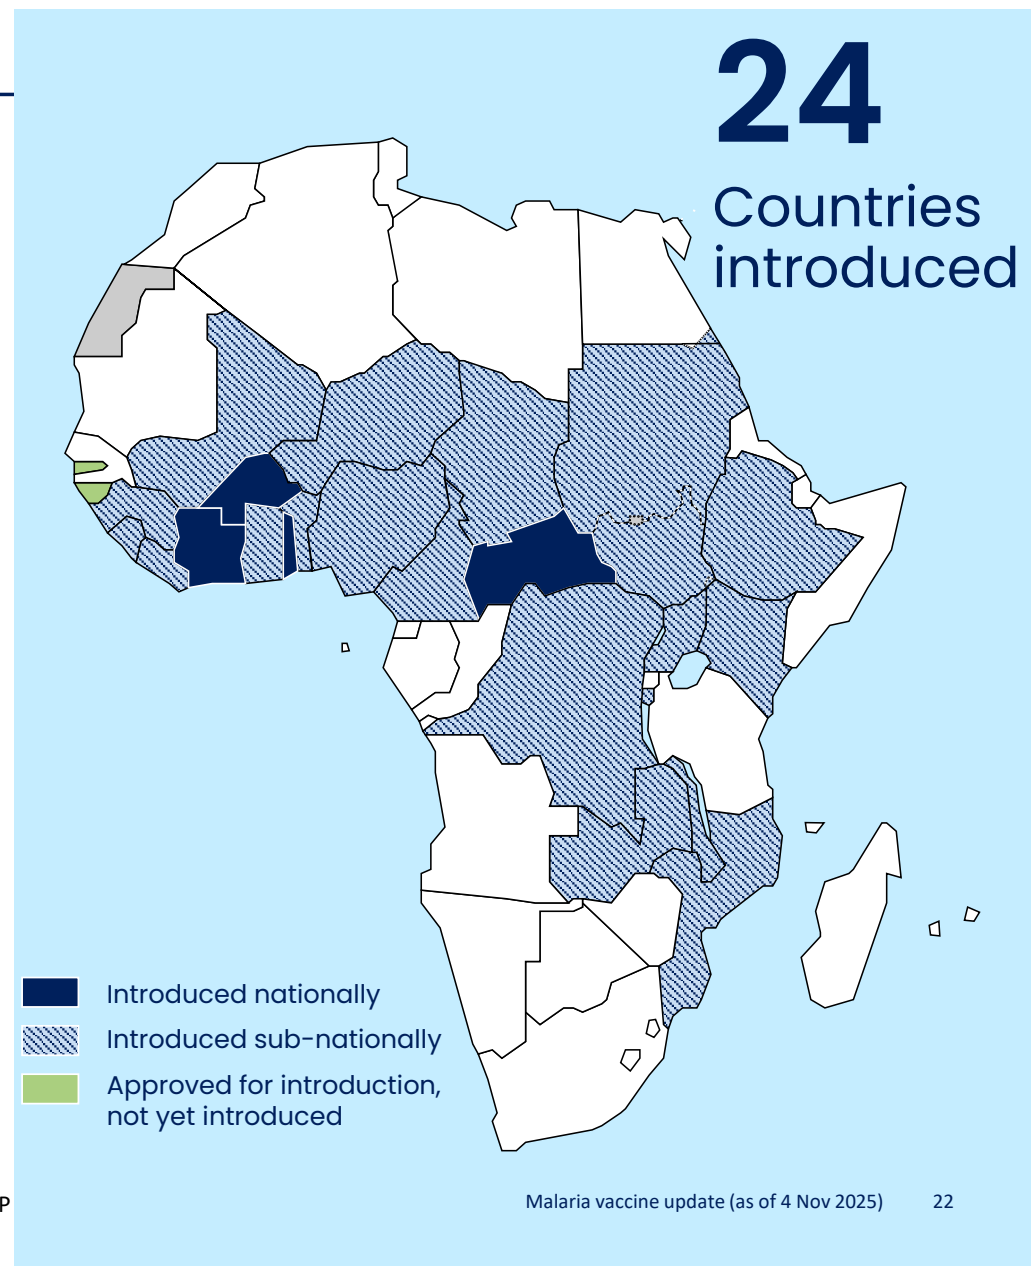 24
Countries
introduced
Introduced nationally
Introduced sub-nationally
Approved for introduction,
not yet introduced
P
Malaria vaccine update (as of 4 Nov 2025) 22